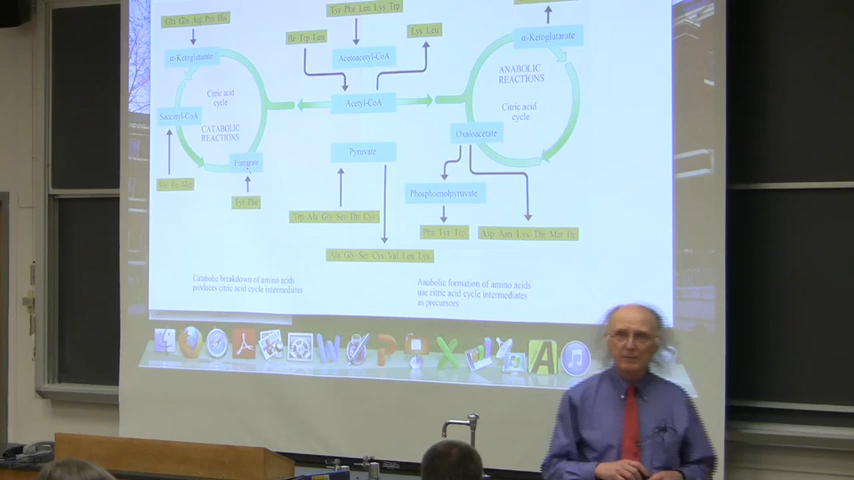 Glu Gln Arg Pro His
α-Ketoglutarate
Citric acid
cycle
CATABOLIC
REACTIONS
Succinyl-CoA
Fumarate
Val Ile Met
Tyr Phe
Tyr Phe Leu Lys Trp
Ile Trp Leu
Lys Leu
Acetoacetyl-CoA
Acetyl-CoA
Pyruvate
Trp Ala Gly Ser Thr Cys
Ala Gly Ser Cys Val Leu Lys
α-Ketoglutarate
ANABOLIC
REACTIONS
Citric acid
cycle
Oxaloacetate
Phosphoenolpyruvate
Phe Tyr Trp
Asp Asn Lys Thr Met Ile
Catabolic breakdown of amino acids
produces citric acid cycle intermediates
Anabolic formation of amino acids
use citric acid cycle intermediates
as precursors